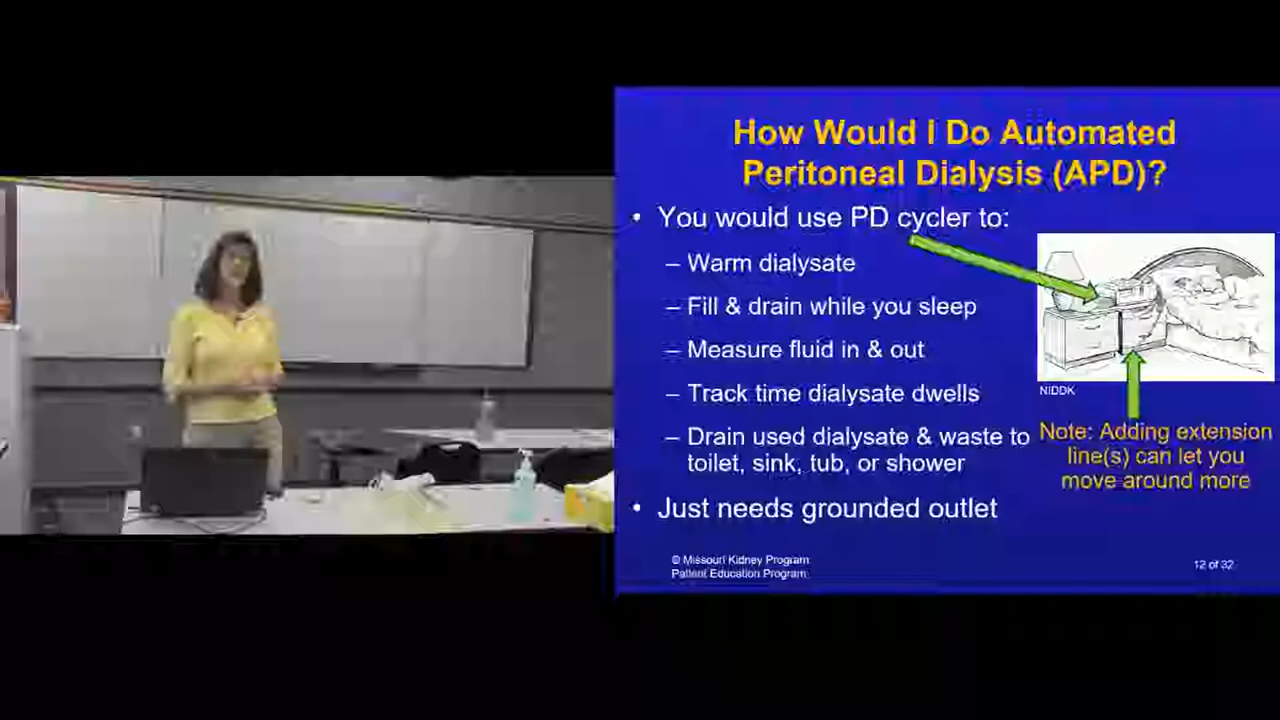 How Would I Do Automated
Peritoneal Dialysis (APD)?
• You would use PD cycler to:
– Warm dialysate
– Fill & drain while you sleep
– Measure fluid in & out
– Track time dialysate dwells
– Drain used dialysate & waste to
toilet, sink, tub, or shower
• Just needs grounded outlet
NIDDK
Note: Adding extension
line(s) can let you
move around more
© Missouri Kidney Program
Patient Education Program
12 of 32